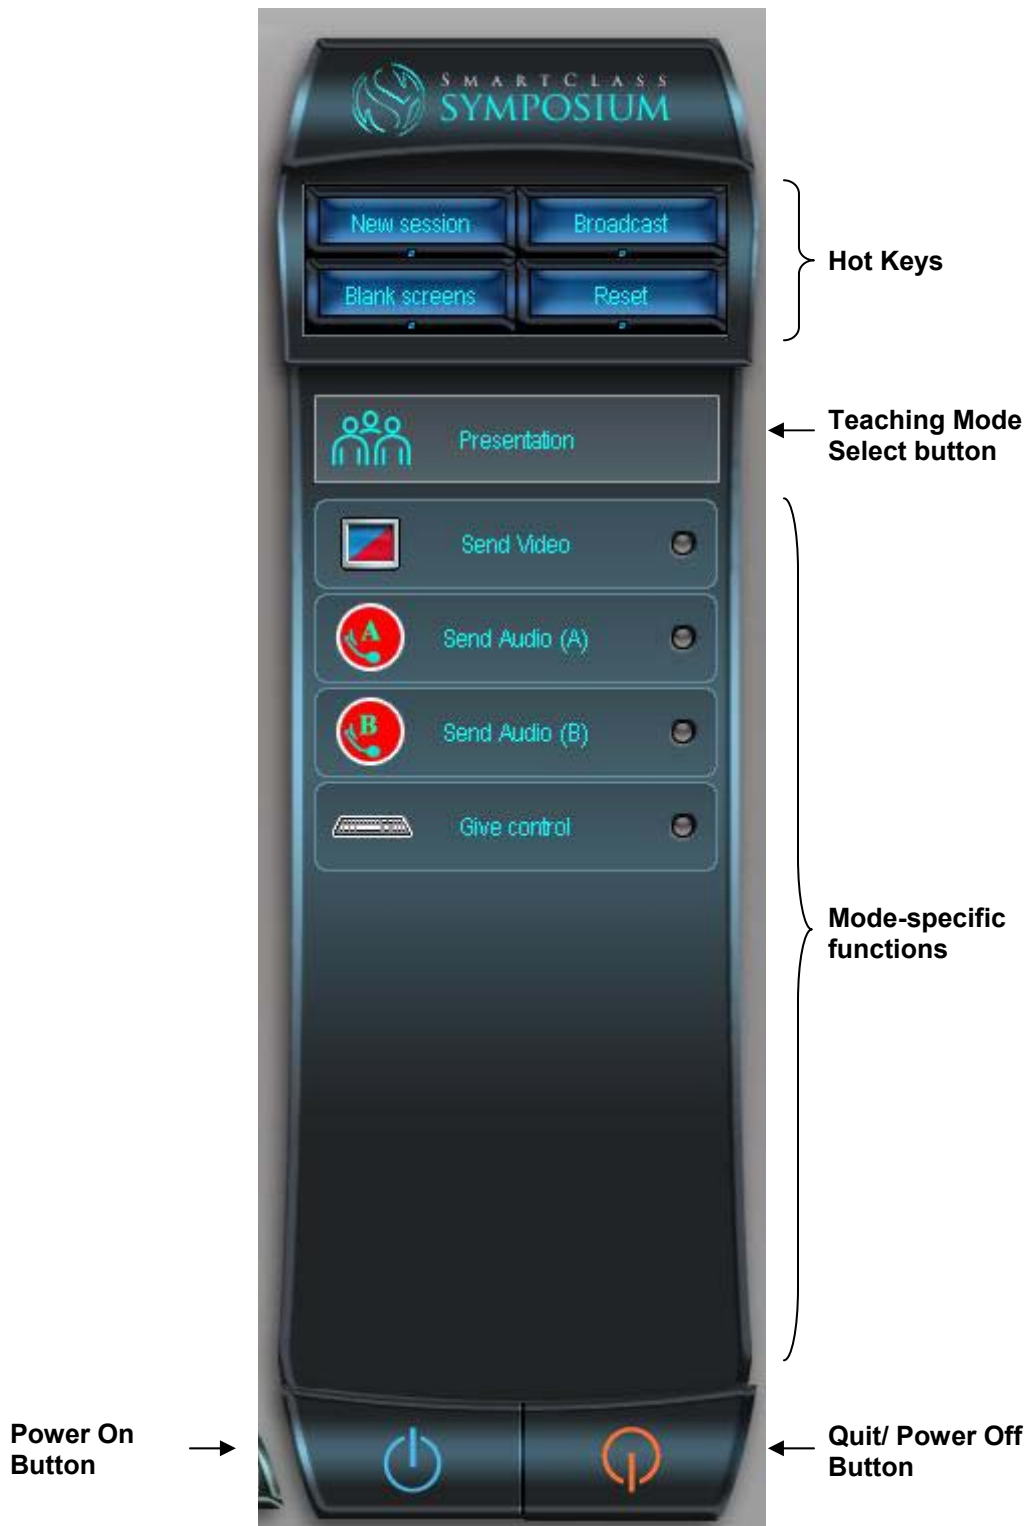 SMARTCLASS
SYMPOSIUM
New session
Broadcast
Blank screens
Reset
Hot Keys
Presentation
Teaching Mode
Select button
Send Video
A
Send Audio (A)
B
Send Audio (B)
Give control
Mode-specific
functions
Power On
Button
Quit/ Power Off
Button